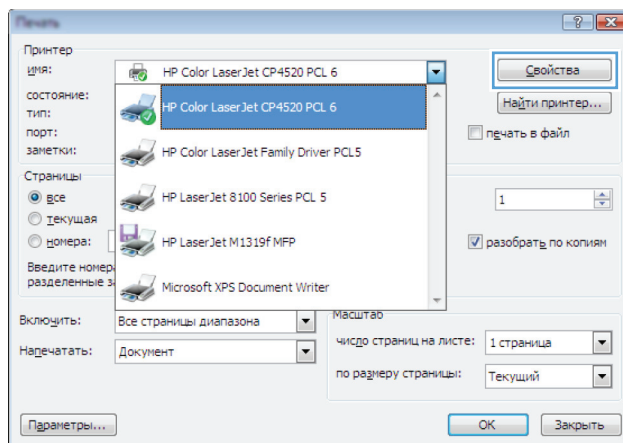 Печать
Принтер
имя:
HP Color LaserJet CP4520 PCL 6
Свойства
состояние:
HP Color LaserJet CP4520 PCL 6
Найти принтер...
тип:
порт:
HP Color LaserJet Family Driver PCL5
печать в файл
заметки:
Страницы
все
HP LaserJet 8100 Series PCL 5
1
текущая
номера:
HP LaserJet M1319f MFP
разобрать по копиям
Введите
разделенные
Microsoft XPS Document Writer
Включить:
Все страницы диапазона
Масштаб
число страниц на листе:
1 страница
Напечатать:
Документ
по размеру страницы:
Текущий
Параметры...
OK
Закрыть